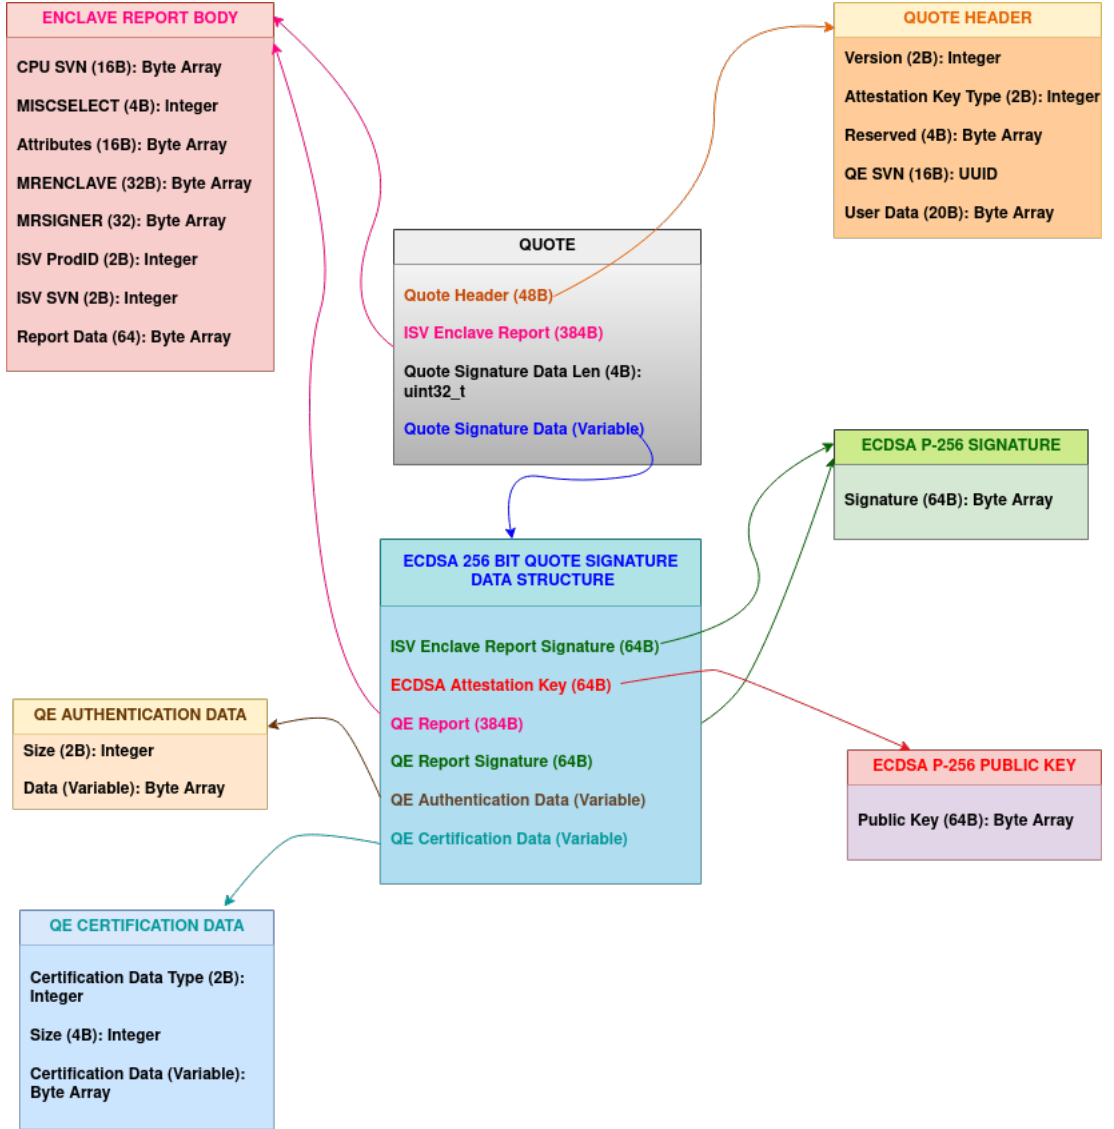 ENCLAVE REPORT BODY
CPU SVN (16B): Byte Array
MISCSELECT (4B): Integer
Attributes (16B): Byte Array
MRENCLAVE (32B): Byte Array
MRSIGNER (32): Byte Array
ISV ProdID (2B): Integer
ISV SVN (2B): Integer
Report Data (64): Byte Array
QUOTE HEADER
Version (2B): Integer
Attestation Key Type (2B): Integer
Reserved (4B): Byte Array
QE SVN (16B): UUID
User Data (20B): Byte Array
QUOTE
Quote Header (48B)
ISV Enclave Report (384B)
Quote Signature Data Len (4B):
uint32_t
Quote Signature Data (Variable)
ECDSA P-256 SIGNATURE
Signature (64B): Byte Array
ECDSA 256 BIT QUOTE SIGNATURE
DATA STRUCTURE
ISV Enclave Report Signature (64B)
ECDSA Attestation Key (64B)
QE Report (384B)
QE Report Signature (64B)
QE Authentication Data (Variable)
QE Certification Data (Variable)
QE AUTHENTICATION DATA
Size (2B): Integer
Data (Variable): Byte Array
ECDSA P-256 PUBLIC KEY
Public Key (64B): Byte Array
QE CERTIFICATION DATA
Certification Data Type (2B):
Integer
Size (4B): Integer
Certification Data (Variable):
Byte Array